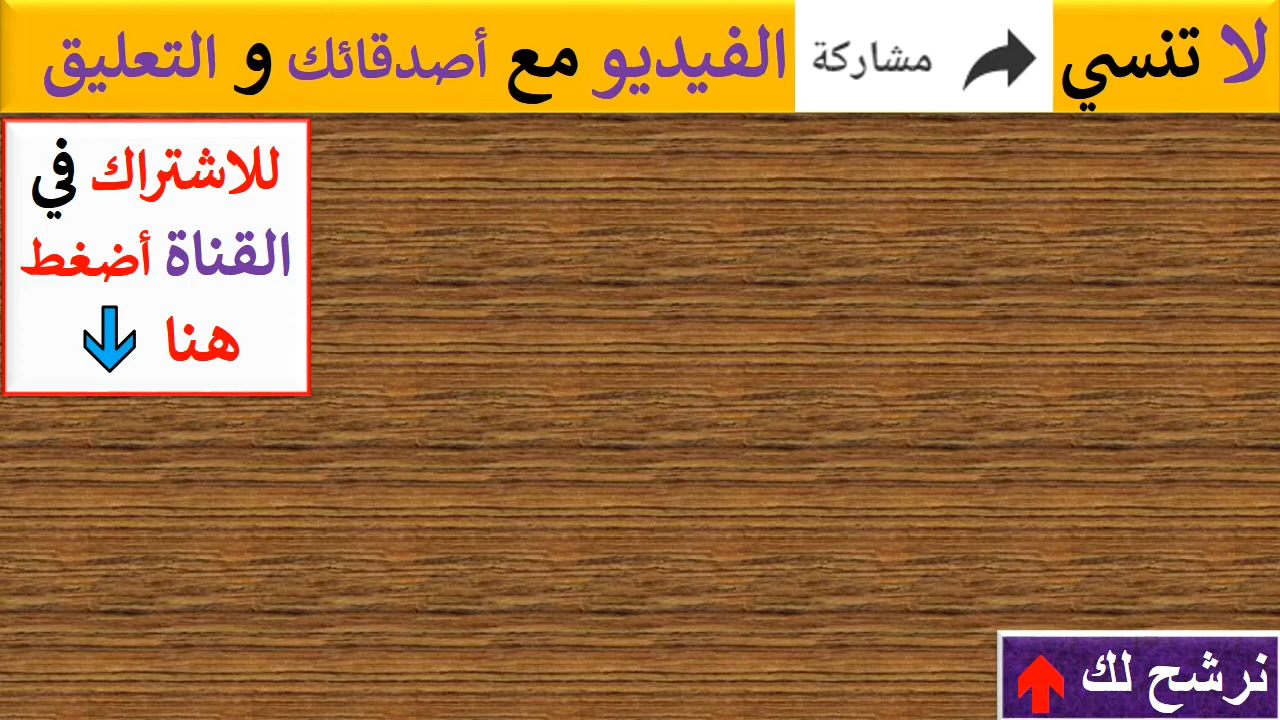 لا تنسي مشاركة الفيديو مع أصدقائك و التعليق
للاشتراك في
القناة أضغط
هنا
نرشح لك